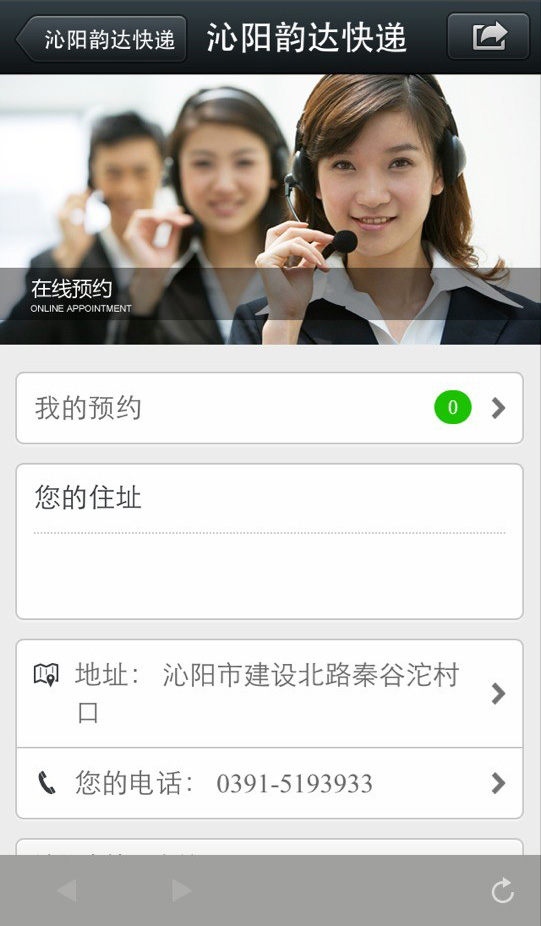 沁阳韵达快递
沁阳韵达快递
在线预约
ONLINE APPOINTMENT
我的预约
0
您的住址
地址: 沁阳市建设北路秦谷沱村
口
您的电话: 0391-5193933